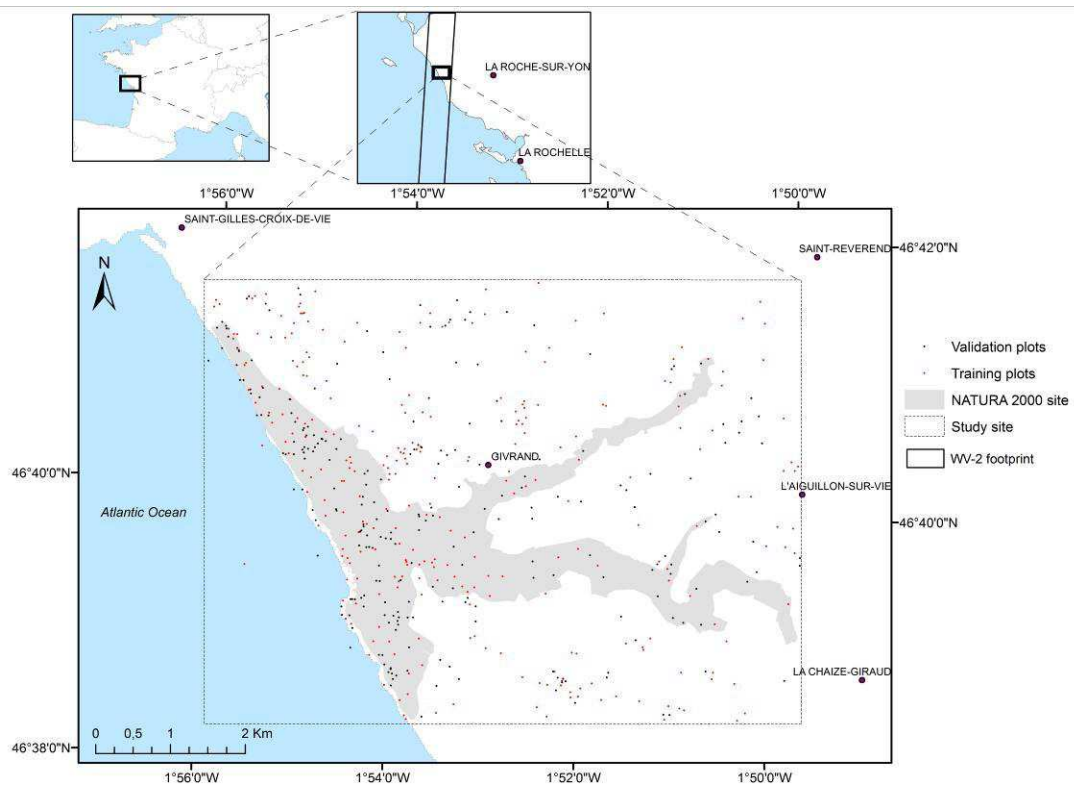 LA ROCHE-SUR-YON
LA ROCHELLE
1°56'0"W
1°54'0"W
1°52'0"W
1°50'0"W
SAINT-GILLES-CROIX-DE-VIE
SAINT-REVEREND
46°42'0"N
N
Validation plots
Training plots
NATURA 2000 site
Study site
WV-2 footprint
GIVRAND
46°40'0"N
L'AIGUILLON-SUR-VIE
Atlantic Ocean
46°40'0"N
LA CHAIZE-GIRAUD
0 0,5 1 2 Km
46°38'0"N
1°56'0"W
1°54'0"W
1°52'0"W
1°50'0"W